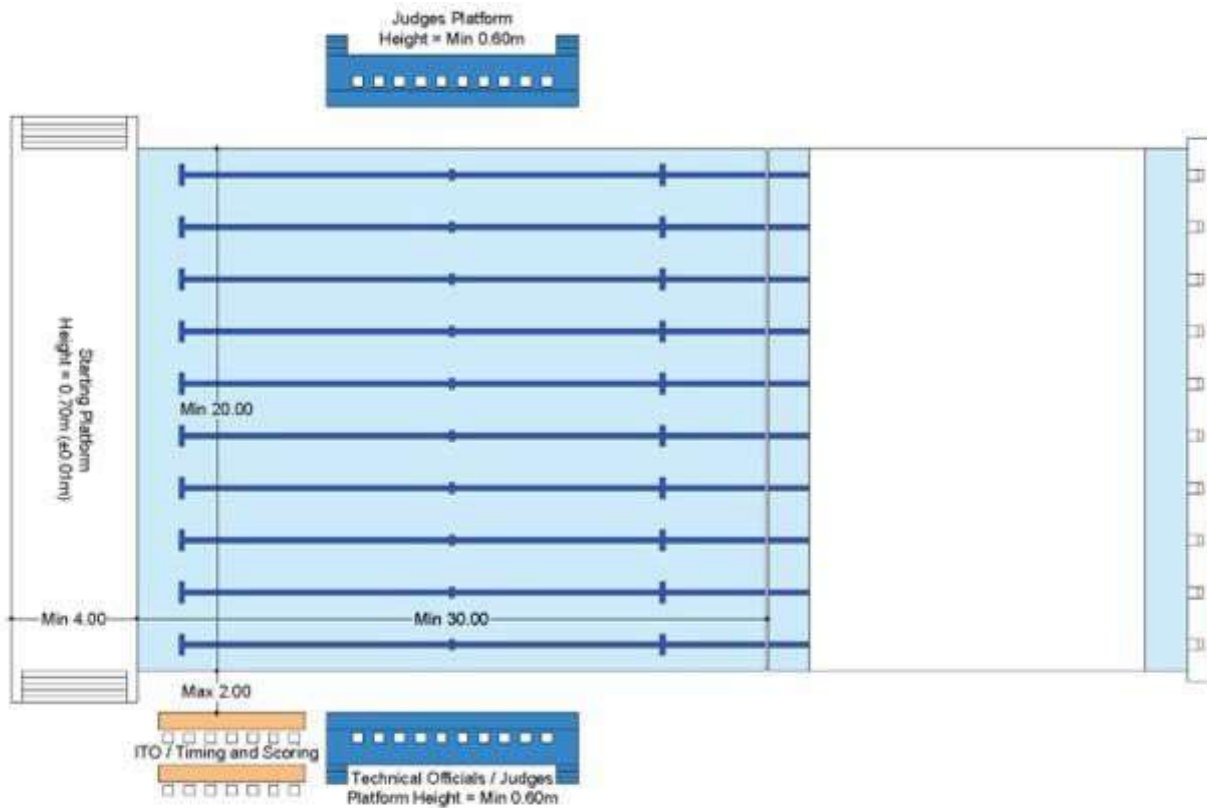 Judges Platform
Height = Min 0.60m
Starting Platform
Height = 0.70m (±0.01m)
Min 20.00
Min 4.00
Min 30.00
Max 2.00
ITO / Timing and Scoring
Technical Officials / Judges
Platform Height = Min 0.60m